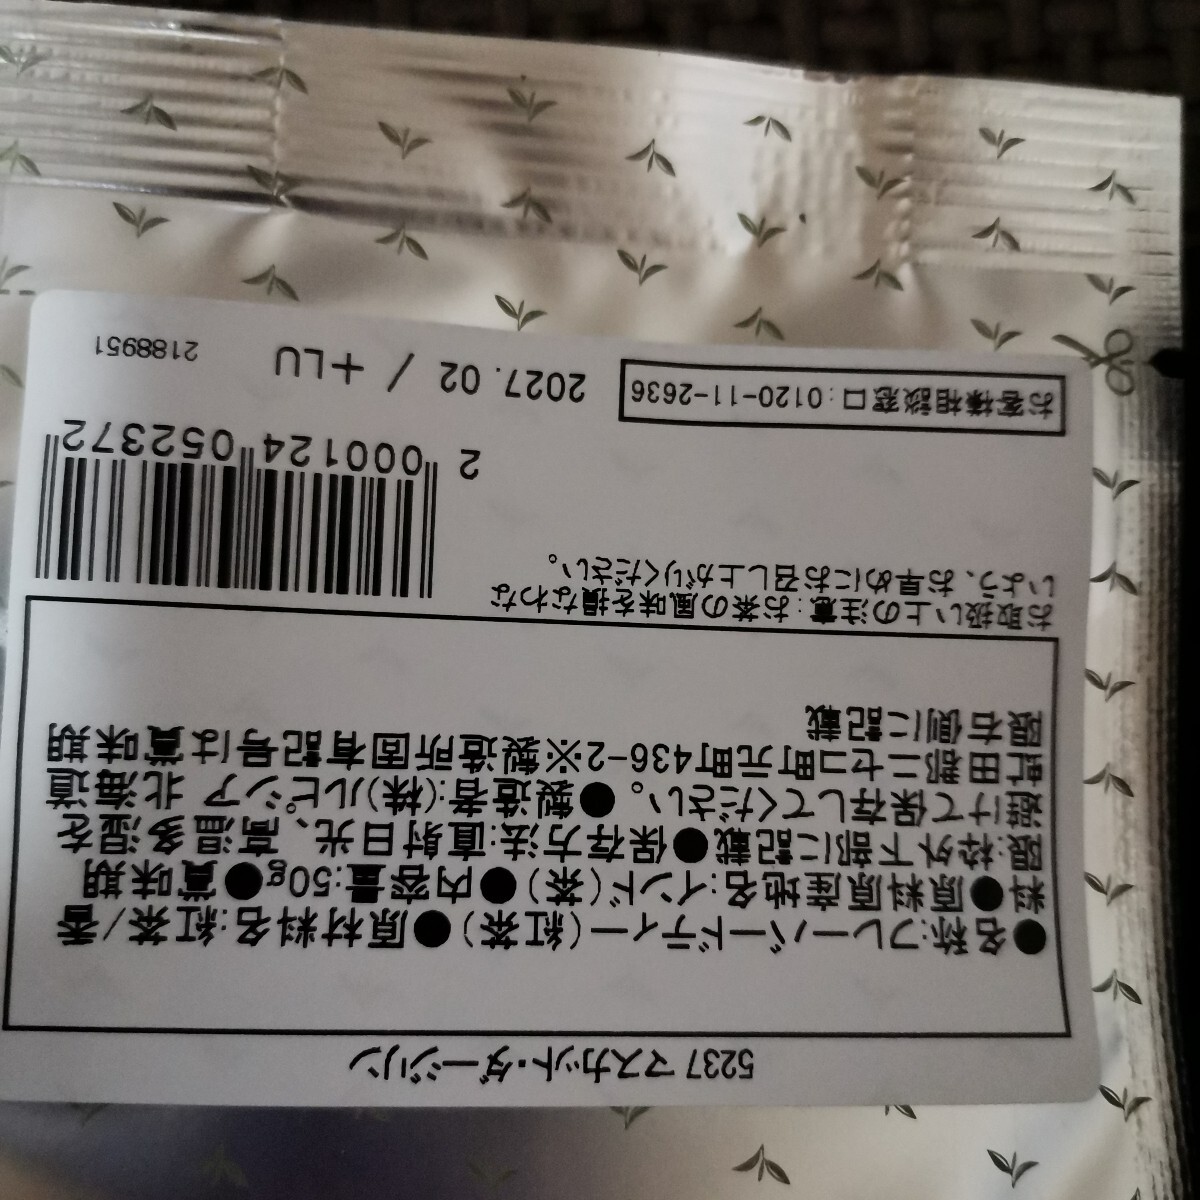 5237 マスカット・ダージリン
●名称:フレーバードティー(紅茶)●原材料名:紅茶/香
料●原料原産地名:インド(茶)●内容量:50g●賞味期
限:枠外下部に記載●保存方法:直射日光、高温多湿を
避けて保存してください。●製造者:(株)ルピシア 北海道
虻田郡ニセコ町元町436-2※製造所固有記号は賞味期
限右側に記載
お取扱い上の注意:お茶の風味を損なわな
いよう、お早めにお召し上がりください。
2 000124 052372
お客様相談窓口:0120-11-2636
2027.02 / +LU
2188951